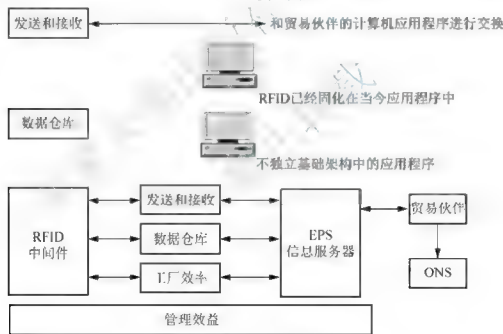 发送和接收
和贸易伙伴的计算机应用程序进行交换
RFID已经固化在当今应用程序中
数据仓库
不独立基础架构中的应用程序
RFID
中间件
发送和接收
数据仓库
工厂效率
EPS
信息服务器
贸易伙伴
ONS
管理效益